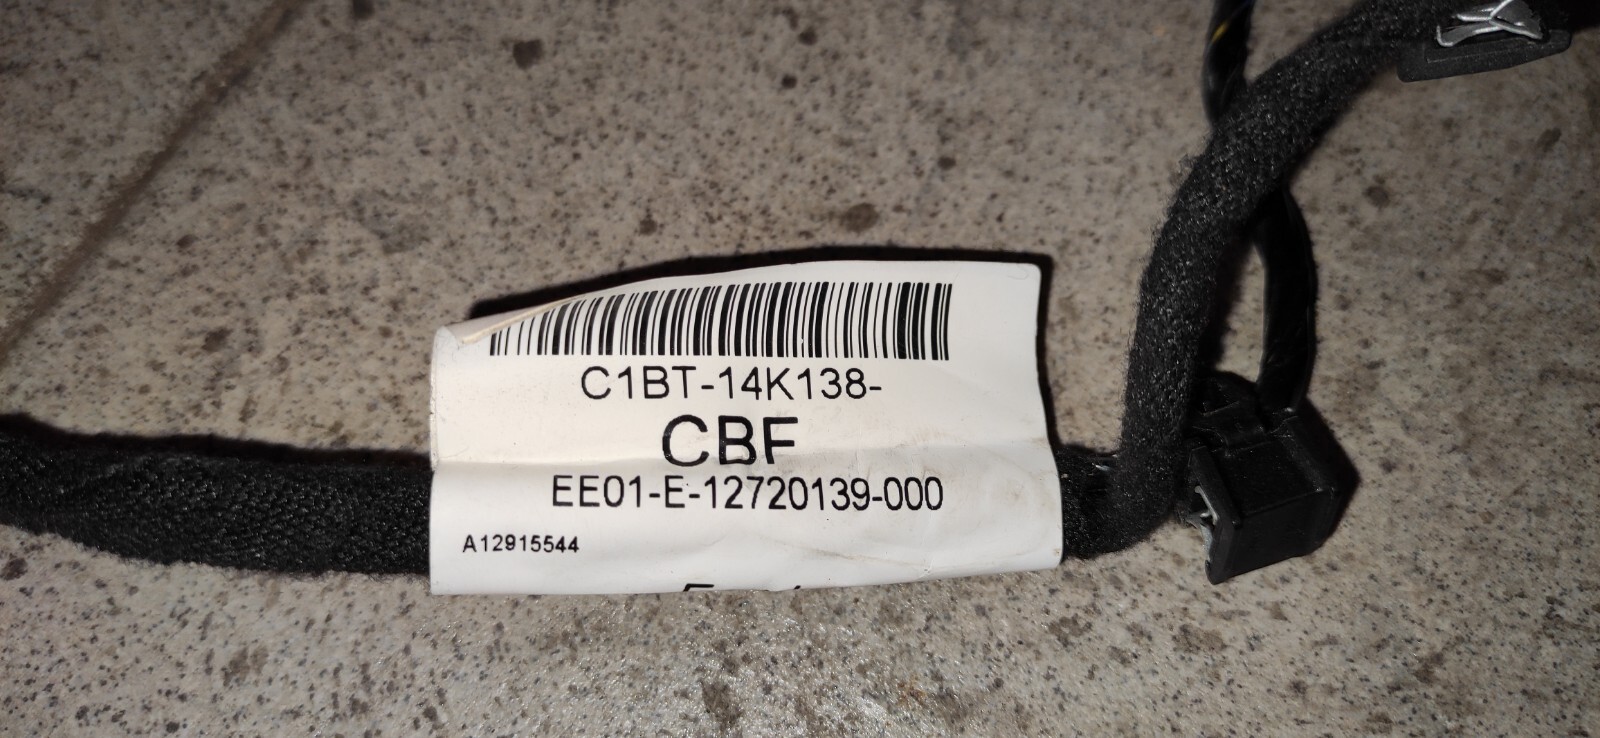 C1BT-14K138-
CBF
EE01-E-12720139-000
A12915544